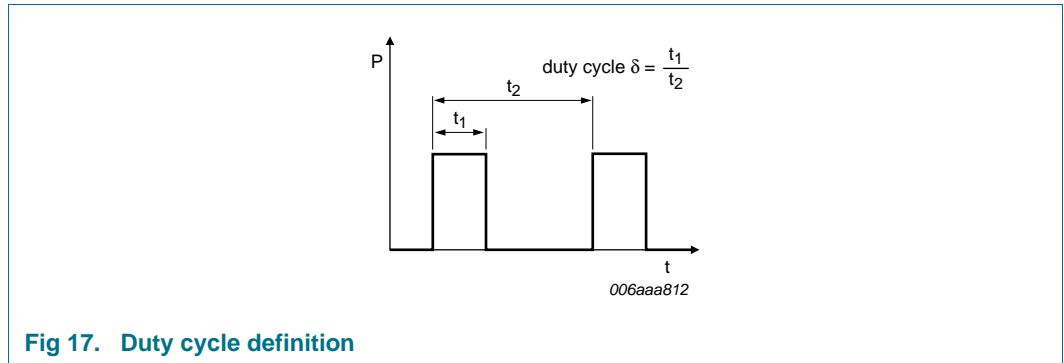 P
duty cycle δ = t1
t2
t2
t1
t
006aaa812
Fig 17. Duty cycle definition